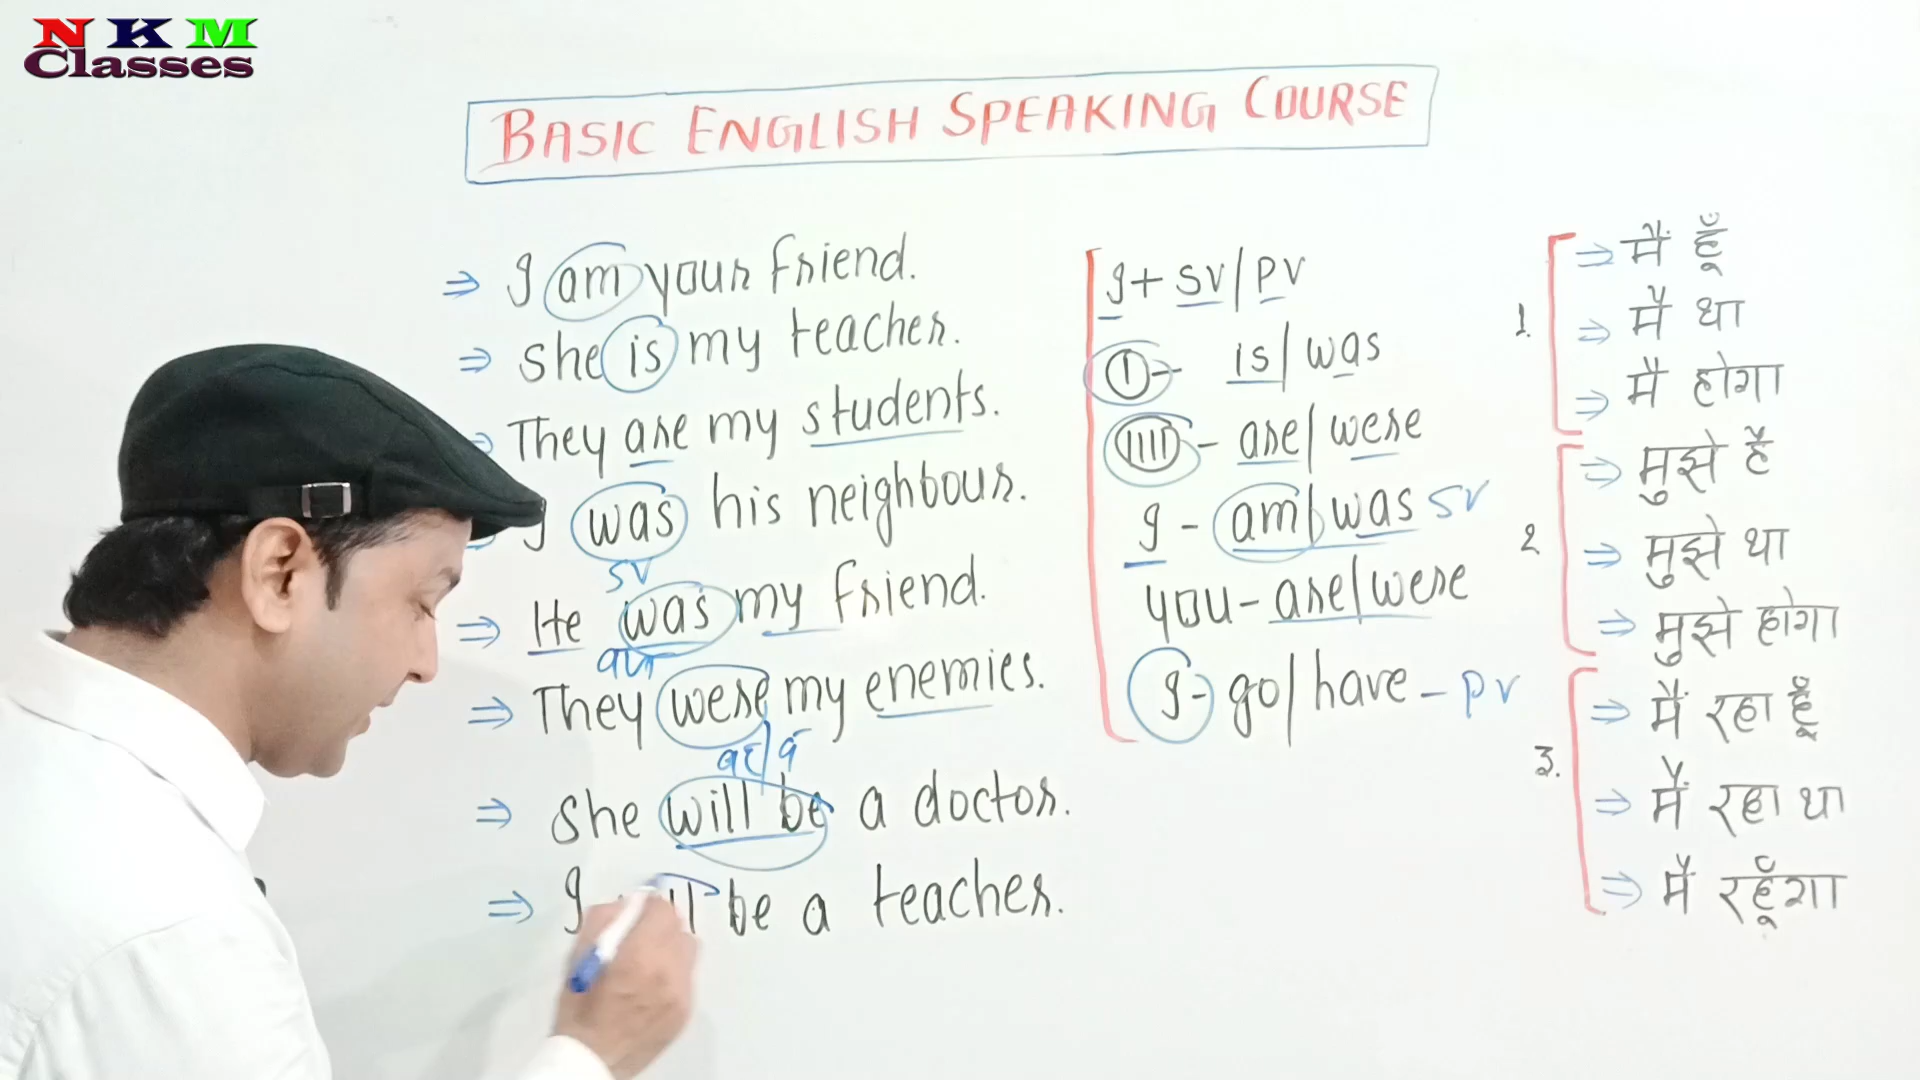 NKM
Classes
BASIC ENGLISH SPEAKING COURSE
⇒ I am your friend.
⇒ She is my teacher.
⇒ They are my students.
I was his neighbour.
SV
⇒ He was my friend.
⇒ They were my enemies.
⇒ She will be a doctor.
⇒ I be a teacher.
I + SV/PV
I - is/was
IIII - are/were
I - am/was SV
you - are/were
I - go/have - PV
1.
⇒ मैं हूँ
⇒ मैं था
⇒ मैं होगा
2
⇒ मुझे है
⇒ मुझे था
⇒ मुझे होगा
3.
⇒ मैं रहा हूँ
⇒ मैं रहा था
⇒ मैं रहूँगा